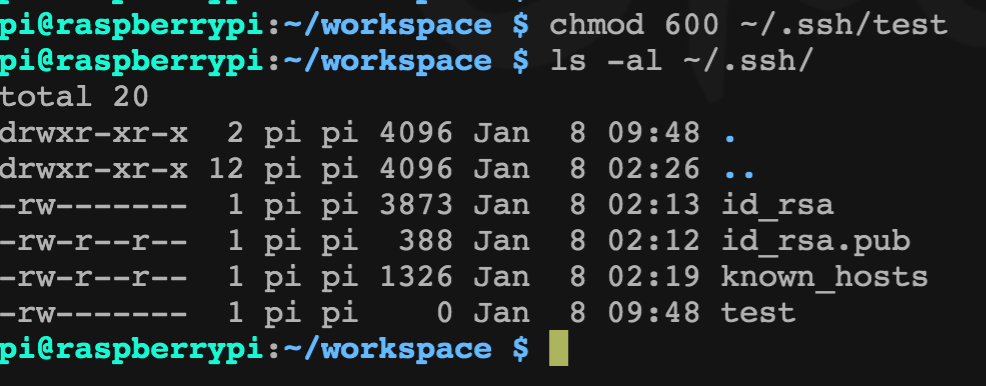 pi@raspberrypi:~/workspace $ chmod 600 ~/.ssh/test
pi@raspberrypi:~/workspace $ ls -al ~/.ssh/
total 20
drwxr-xr-x  2 pi pi 4096 Jan  8 09:48 .
drwxr-xr-x 12 pi pi 4096 Jan  8 02:26 ..
-rw-------  1 pi pi 3873 Jan  8 02:13 id_rsa
-rw-r--r--  1 pi pi  388 Jan  8 02:12 id_rsa.pub
-rw-r--r--  1 pi pi 1326 Jan  8 02:19 known_hosts
-rw-------  1 pi pi    0 Jan  8 09:48 test
pi@raspberrypi:~/workspace $